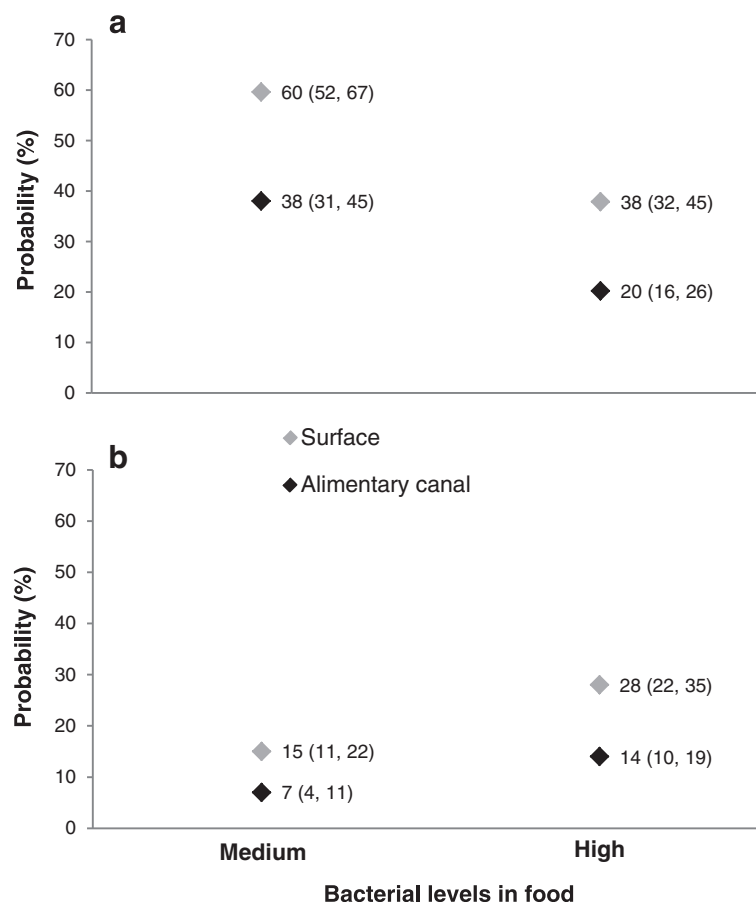 a
70
60
50
40
30
20
10
0
Probability (%)
60 (52, 67)
38 (31, 45)
38 (32, 45)
20 (16, 26)
Surface
Alimentary canal
b
70
60
50
40
30
20
10
0
Probability (%)
28 (22, 35)
15 (11, 22)
14 (10, 19)
7 (4, 11)
Medium High
Bacterial levels in food